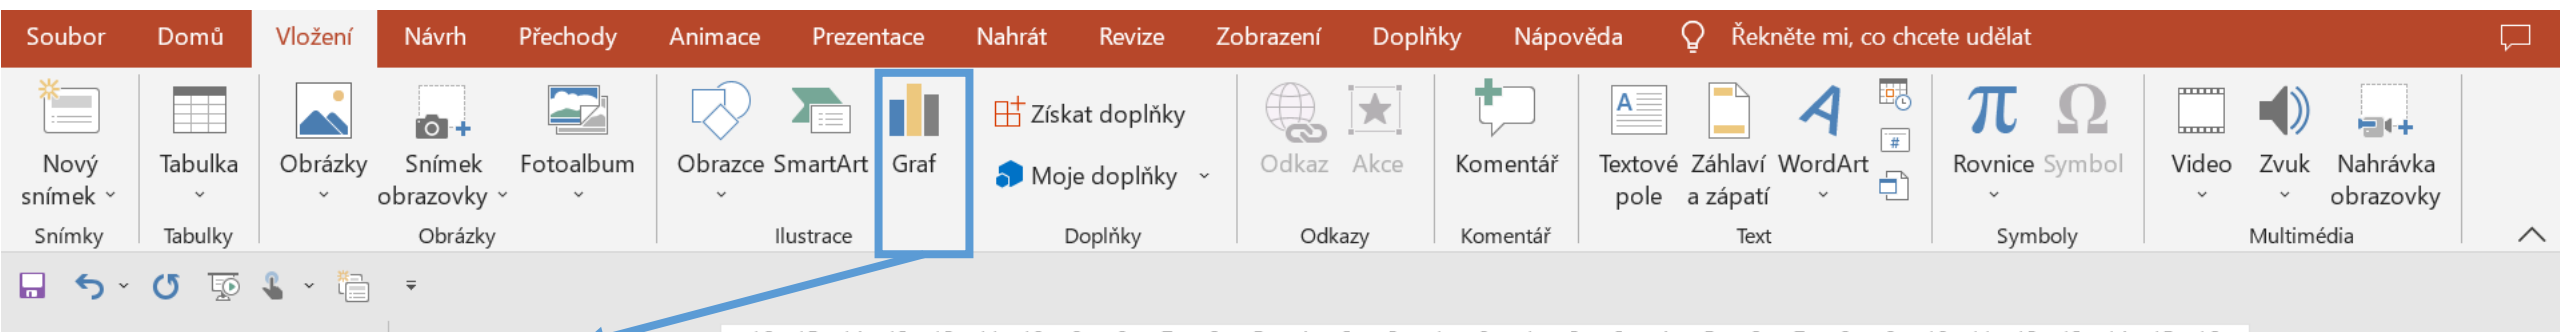 Soubor Domů Vložení Návrh Přechody Animace Prezentace Nahrát Revize Zobrazení Doplňky Nápověda Řekněte mi, co chcete udělat
Nový snímek
Tabulka
Obrázky
Snímek obrazovky
Fotoalbum
Obrazce
SmartArt
Graf
Získat doplňky
Moje doplňky
Odkaz
Akce
Komentář
Textové pole
Záhlaví a zápatí
WordArt
Rovnice
Symbol
Video
Zvuk
Nahrávka obrazovky
Snímky Tabulky Obrázky Ilustrace Doplňky Odkazy Komentář Text Symboly Multimédia